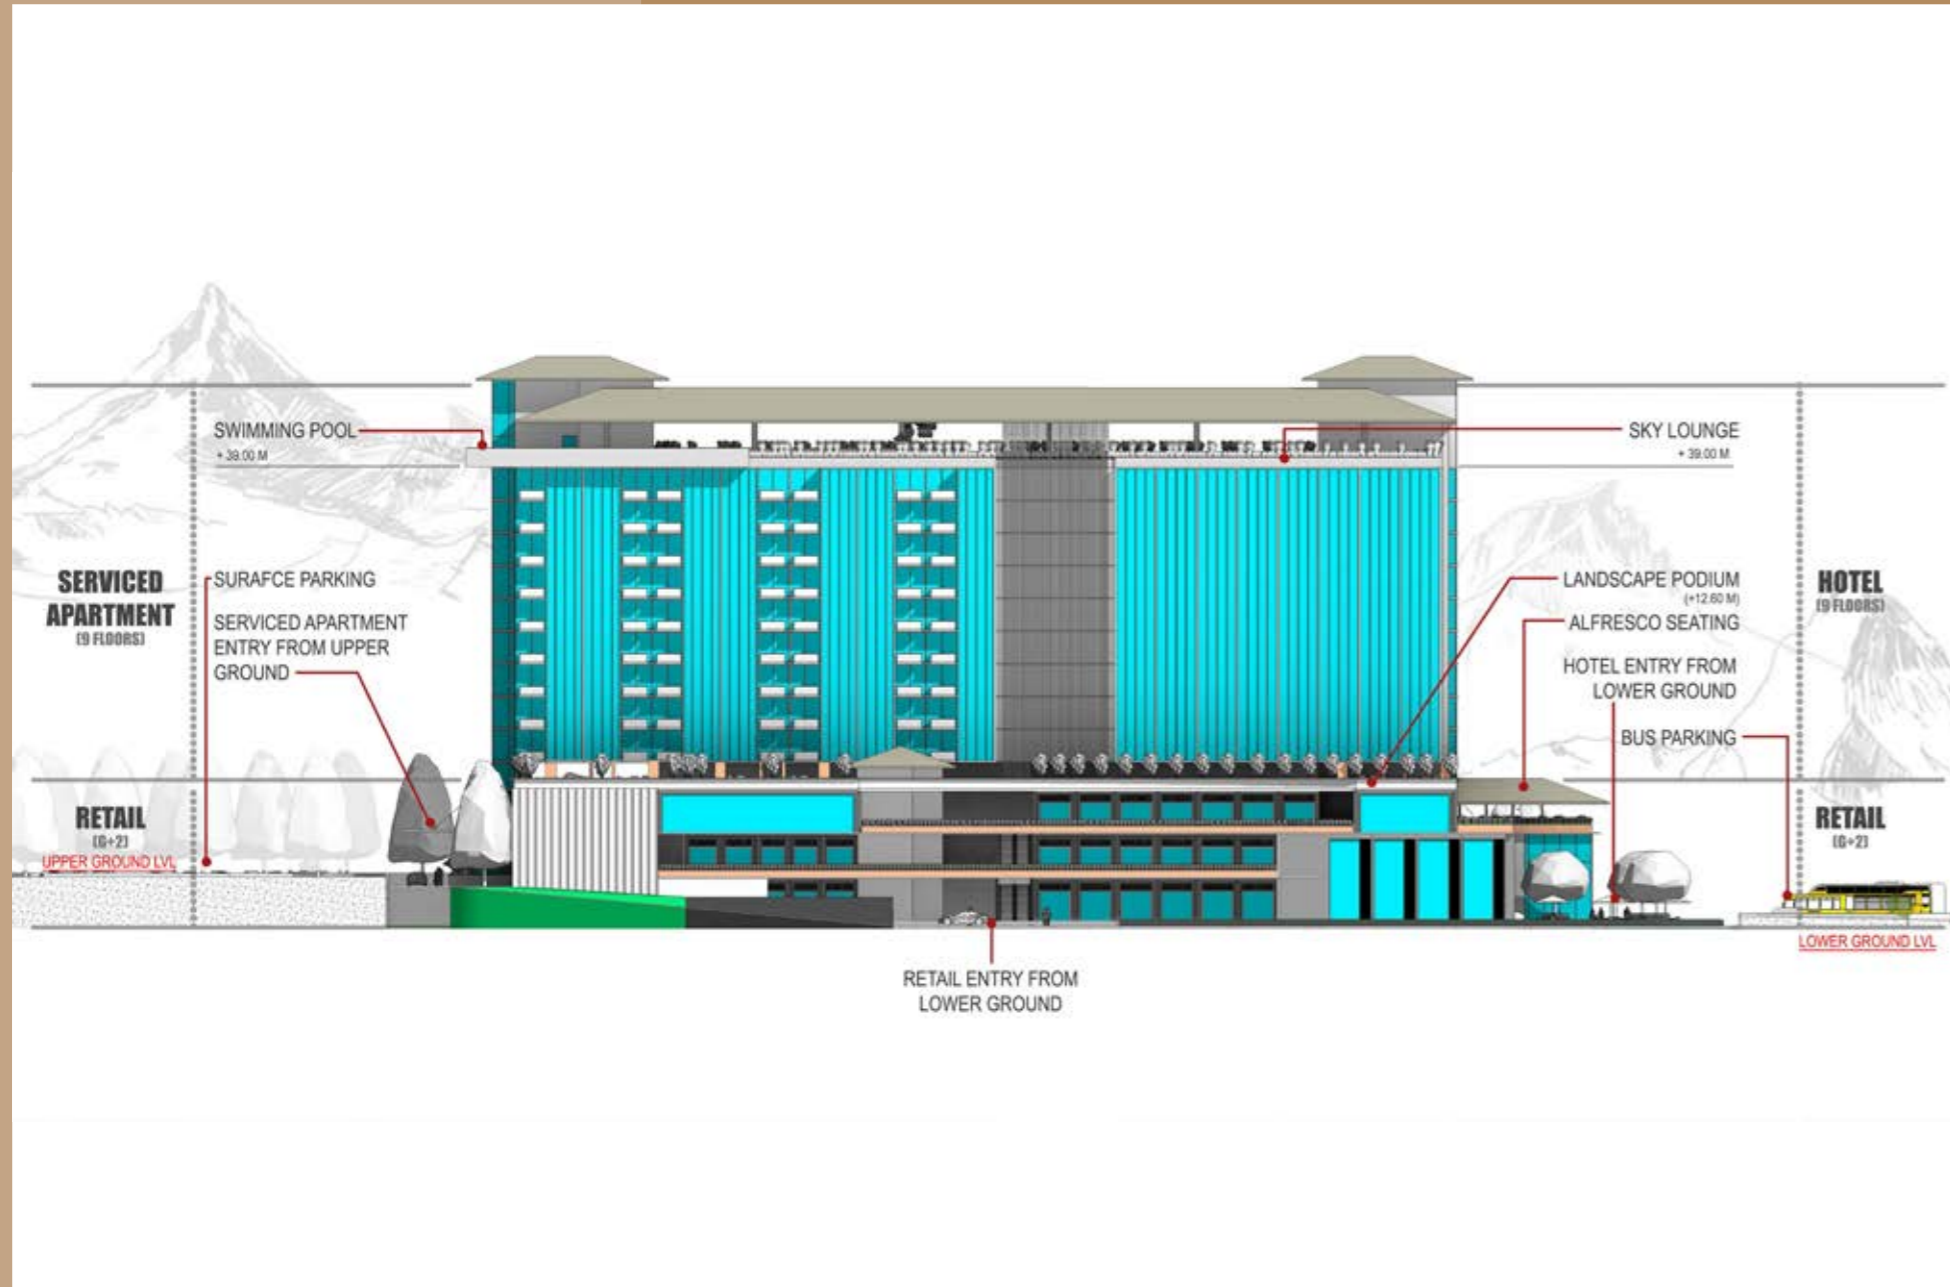 SWIMMING POOL
+ 39.00 M
SKY LOUNGE
+ 39.00 M
SERVICED
APARTMENT
(9 FLOORS)
SURAFCE PARKING
SERVICED APARTMENT
ENTRY FROM UPPER
GROUND
LANDSCAPE PODIUM
(+12.60 M)
ALFRESCO SEATING
HOTEL ENTRY FROM
LOWER GROUND
BUS PARKING
HOTEL
(9 FLOORS)
RETAIL
(G+2)
UPPER GROUND LVL
RETAIL
(G+2)
LOWER GROUND LVL
RETAIL ENTRY FROM
LOWER GROUND